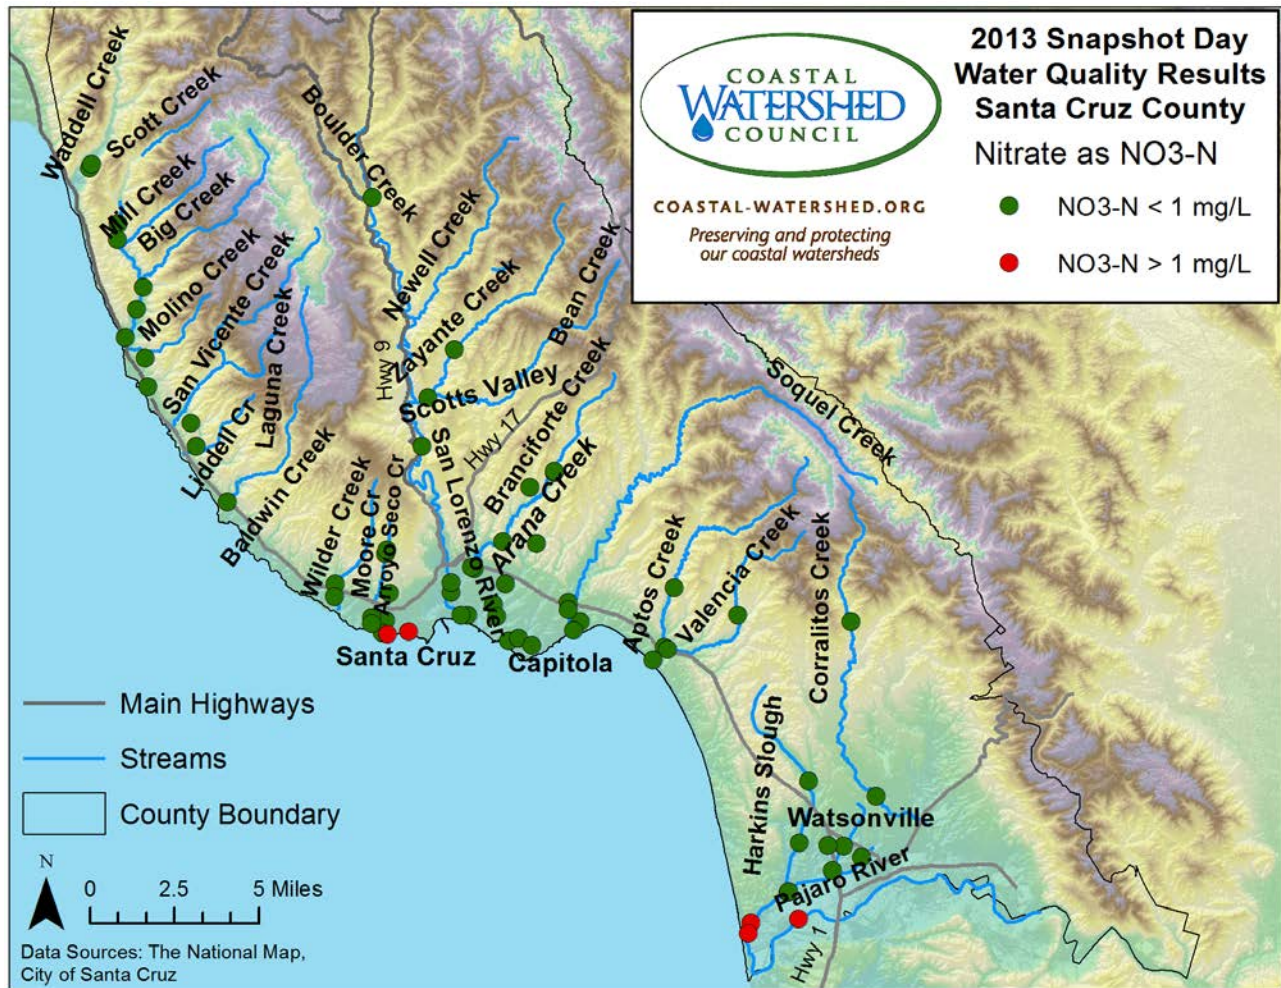 COASTAL
WATERSHED
COUNCIL
COASTAL-WATERSHED.ORG
Preserving and protecting
our coastal watersheds
2013 Snapshot Day
Water Quality Results
Santa Cruz County
Nitrate as NO3-N
NO3-N < 1 mg/L
NO3-N > 1 mg/L
Waddell Creek
Scott Creek
Mill Creek
Big Creek
Molino Creek
San Vicente Creek
Liddell Cr
Laguna Creek
Baldwin Creek
Wilder Creek
Moore Cr
Arroyo Seco Cr
Boulder Creek
Newell Creek
Zayante Creek
Bean Creek
Hwy 9
Scotts Valley
Hwy 17
San Lorenzo River
Branciforte Creek
Arana Creek
Soquel Creek
Aptos Creek
Valencia Creek
Corralitos Creek
Santa Cruz
Capitola
Harkins Slough
Watsonville
Pajaro River
Hwy 1
Main Highways
Streams
County Boundary
N
0 2.5 5 Miles
Data Sources: The National Map,
City of Santa Cruz